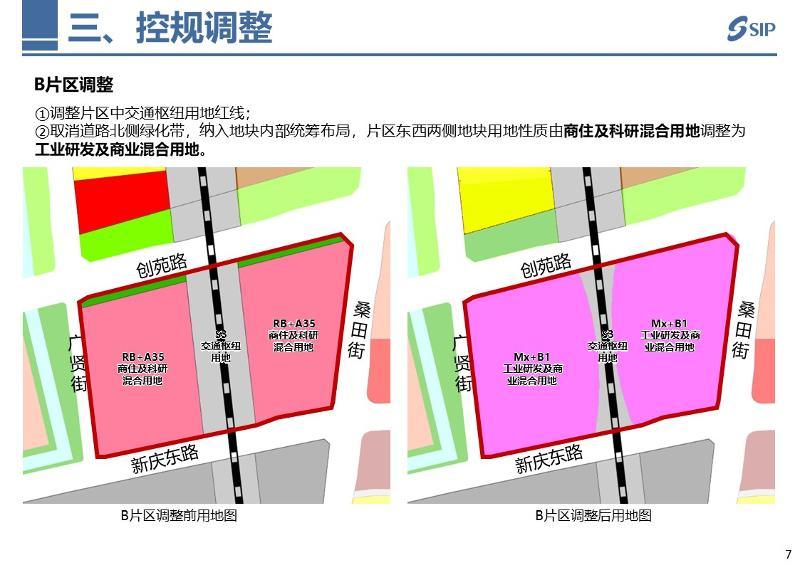 三、控规调整
SIP
B片区调整
①调整片区中交通枢纽用地红线；
②取消道路北侧绿化带，纳入地块内部统筹布局，片区东西两侧地块用地性质由商住及科研混合用地调整为
工业研发及商业混合用地。
创苑路
桑田街
广贤街
RB+A35
商住及科研
混合用地
S3
交通枢纽
用地
RB+A35
商住及科研
混合用地
新庆东路
B片区调整前用地图
创苑路
桑田街
广贤街
Mx+B1
工业研发及商
业混合用地
S3
交通枢纽
用地
Mx+B1
工业研发及商
业混合用地
新庆东路
B片区调整后用地图
7